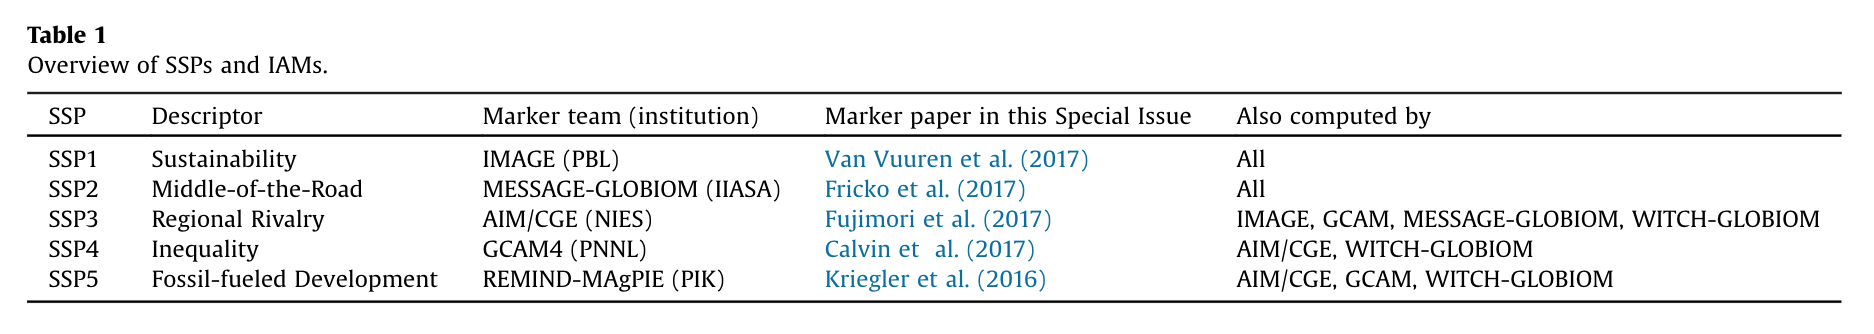 Table 1
Overview of SSPs and IAMs.
SSP Descriptor Marker team (institution) Marker paper in this Special Issue Also computed by
SSP1 Sustainability IMAGE (PBL) Van Vuuren et al. (2017) All
SSP2 Middle-of-the-Road MESSAGE-GLOBIOM (IIASA) Fricko et al. (2017) All
SSP3 Regional Rivalry AIM/CGE (NIES) Fujimori et al. (2017) IMAGE, GCAM, MESSAGE-GLOBIOM, WITCH-GLOBIOM
SSP4 Inequality GCAM4 (PNNL) Calvin et al. (2017) AIM/CGE, WITCH-GLOBIOM
SSP5 Fossil-fueled Development REMIND-MAgPIE (PIK) Kriegler et al. (2016) AIM/CGE, GCAM, WITCH-GLOBIOM